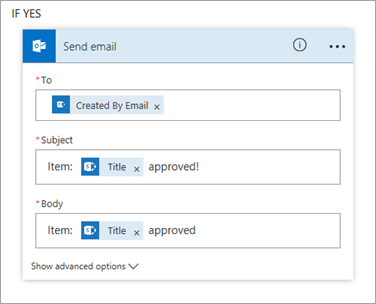 IF YES
Send email
*To
Created By Email ×
*Subject
Item: Title × approved!
*Body
Item: Title × approved
Show advanced options